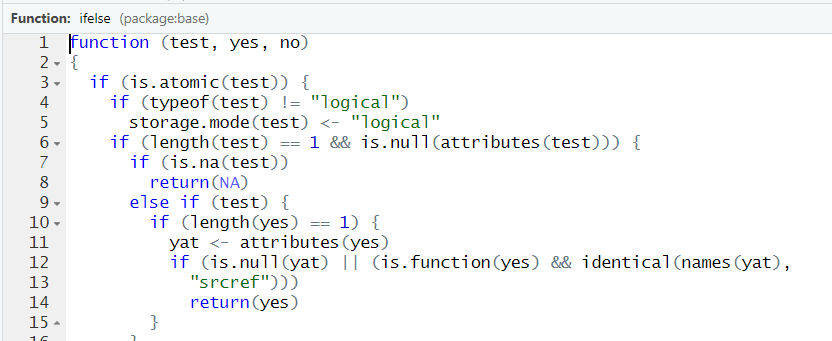 Function: ifelse (package:base)
1 function (test, yes, no)
2 {
3 if (is.atomic(test)) {
4 if (typeof(test) != "logical")
5 storage.mode(test) <- "logical"
6 if (length(test) == 1 && is.null(attributes(test))) {
7 if (is.na(test))
8 return(NA)
9 else if (test) {
10 if (length(yes) == 1) {
11 yat <- attributes(yes)
12 if (is.null(yat) || (is.function(yes) && identical(names(yat),
13 "srcref")))
14 return(yes)
15 }
16 }